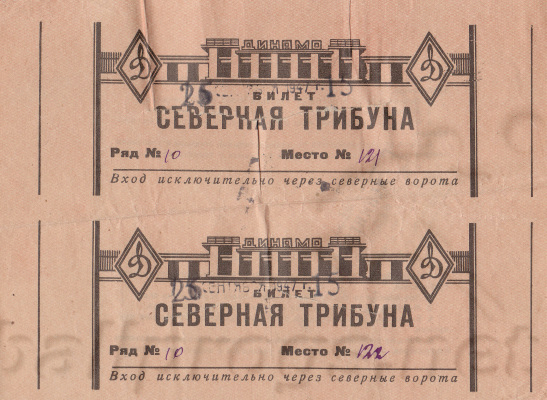 ДИНАМО
Д Д
БИЛЕТ
СЕВЕРНАЯ ТРИБУНА
Ряд № 10 Место № 121
Вход исключительно через северные ворота
ДИНАМО
Д Д
БИЛЕТ
СЕВЕРНАЯ ТРИБУНА
Ряд № 10 Место № 122
Вход исключительно через северные ворота